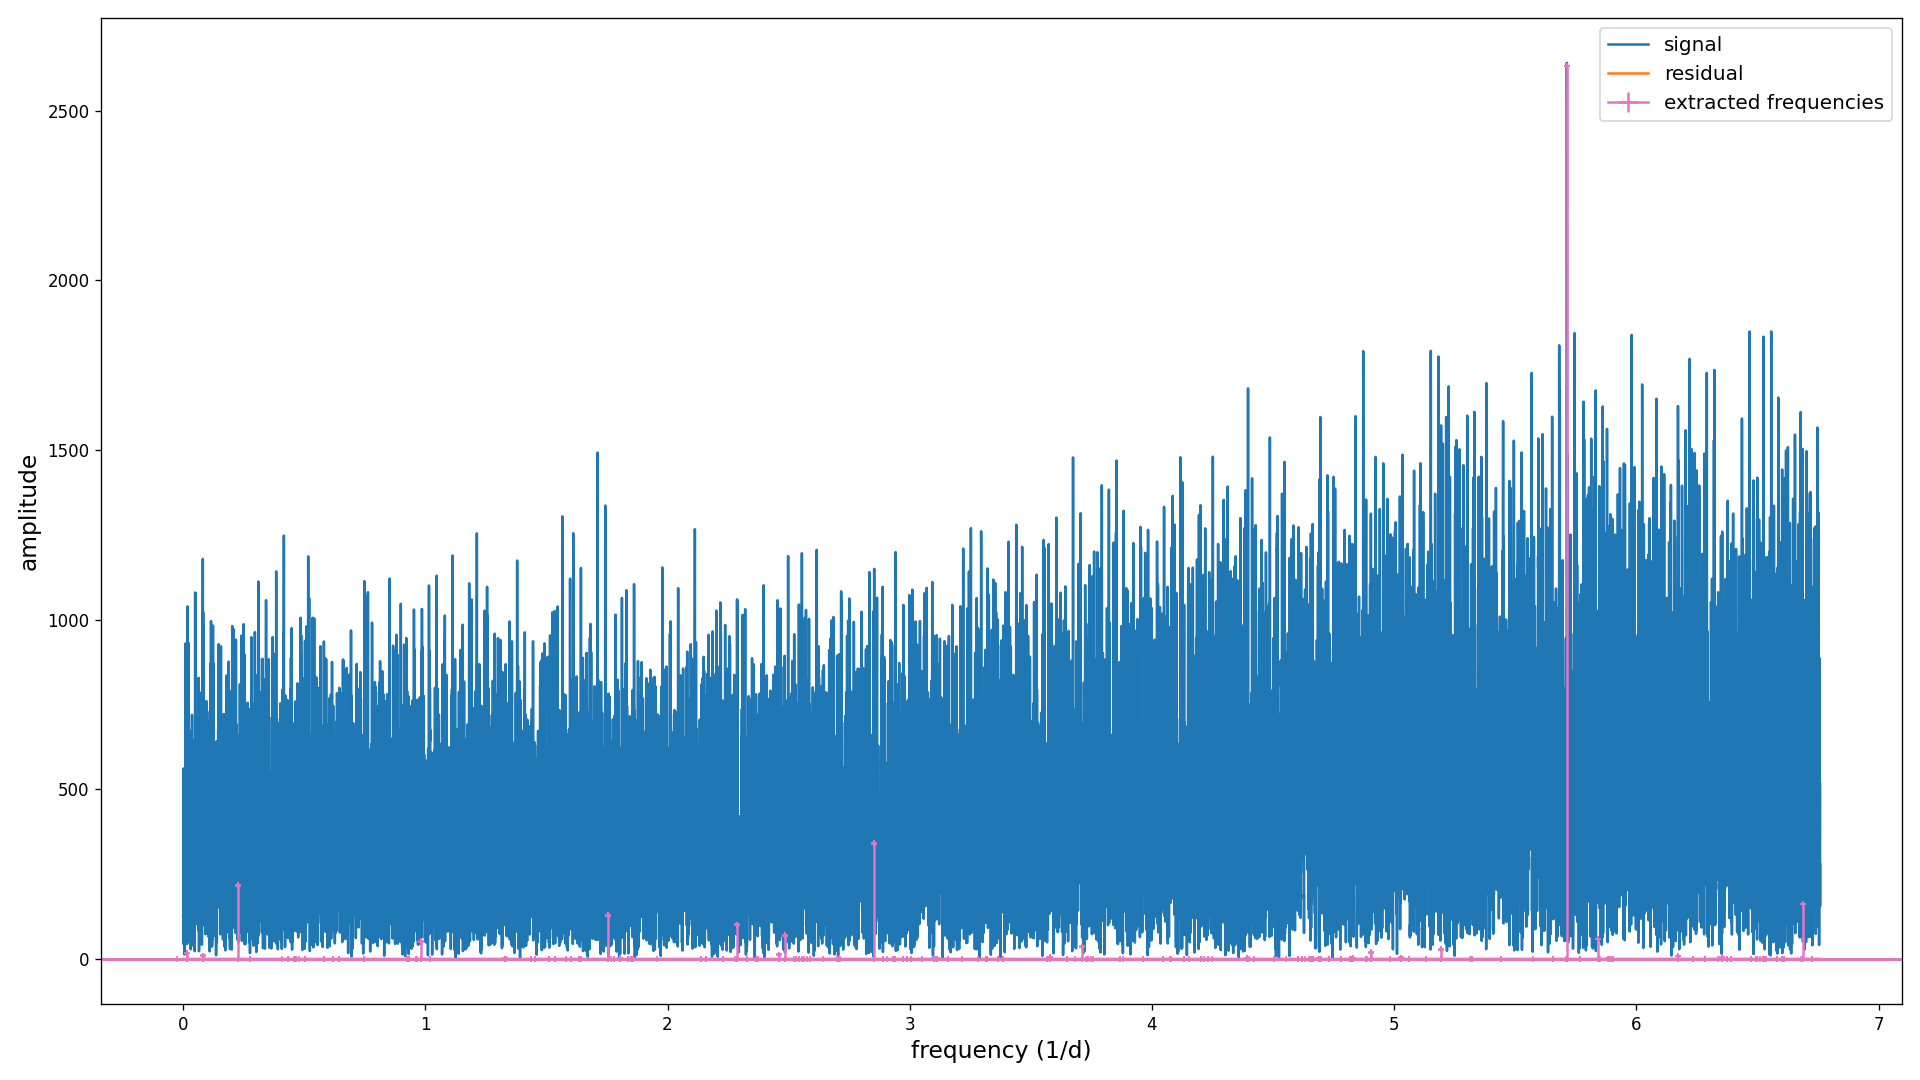 signal
residual
extracted frequencies
amplitude
2500
2000
1500
1000
500
0
0 1 2 3 4 5 6 7
frequency (1/d)